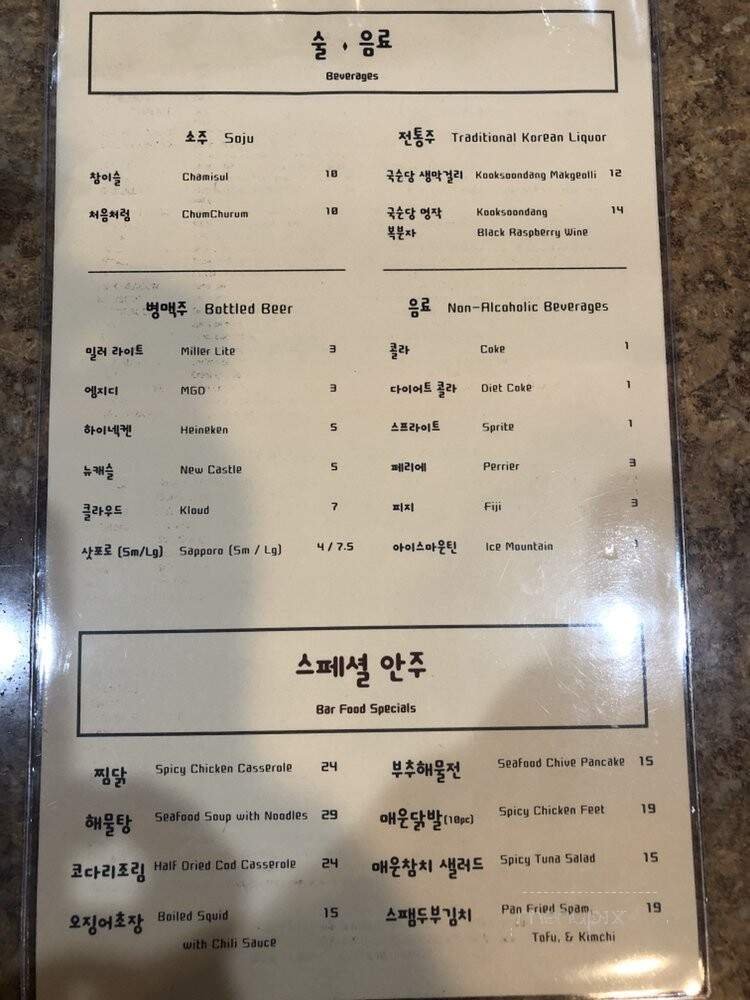 술 · 음료
Beverages
소주 Soju
참이슬 Chamisul 10
처음처럼 ChumChurum 10
전통주 Traditional Korean Liquor
국순당 생막걸리 Kooksoondang Makgeolli 12
국순당 명작 Kooksoondang 14
복분자 Black Raspberry Wine
병맥주 Bottled Beer
밀러 라이트 Miller Lite 3
엠지디 MGD 3
하이넥켄 Heineken 5
뉴캐슬 New Castle 5
클라우드 Kloud 7
삿포로 (Sm/Lg) Sapporo (Sm / Lg) 4 / 7.5
음료 Non-Alcoholic Beverages
콜라 Coke 1
다이어트 콜라 Diet Coke 1
스프라이트 Sprite 1
페리에 Perrier 3
피지 Fiji 3
아이스마운틴 Ice Mountain 1
스페셜 안주
Bar Food Specials
찜닭 Spicy Chicken Casserole 24
해물탕 Seafood Soup with Noodles 29
코다리조림 Half Dried Cod Casserole 24
오징어초장 Boiled Squid 15
with Chili Sauce
부추해물전 Seafood Chive Pancake 15
매운닭발(10pc) Spicy Chicken Feet 19
매운참치 샐러드 Spicy Tuna Salad 15
스팸두부김치 Pan Fried Spam, 19
Tofu, & Kimchi